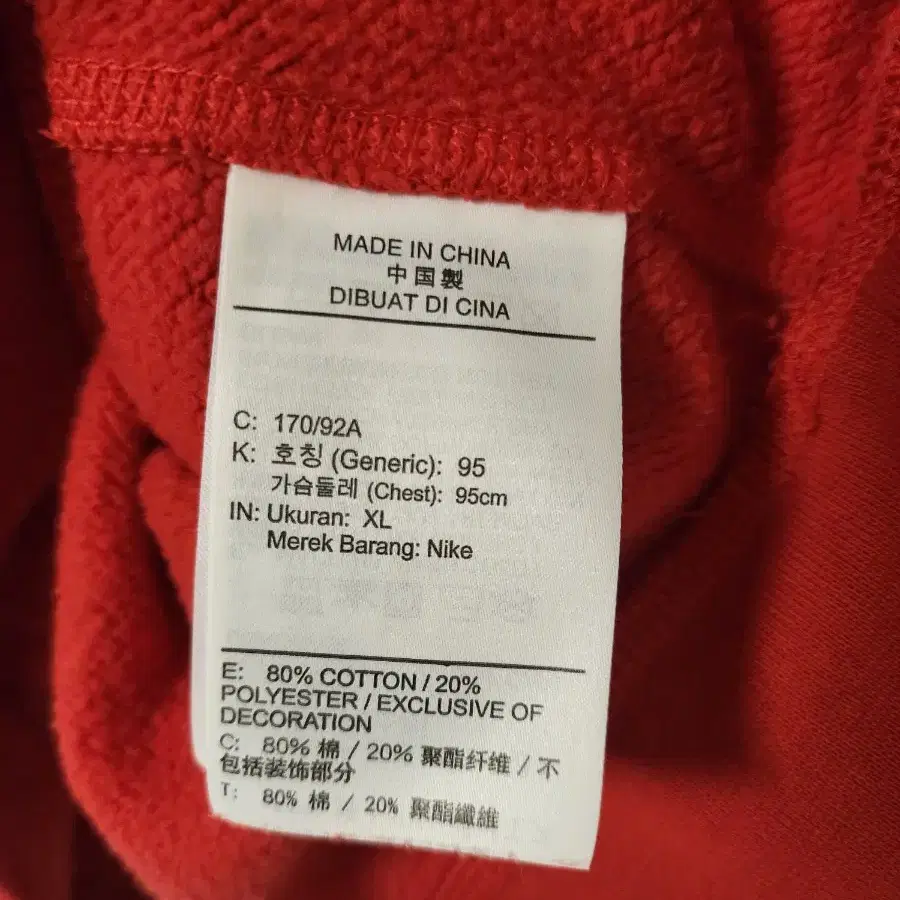 MADE IN CHINA
中国製
DIBUAT DI CINA
C: 170/92A
K: 호칭 (Generic): 95
가슴둘레 (Chest): 95cm
IN: Ukuran: XL
Merek Barang: Nike
E: 80% COTTON / 20%
POLYESTER / EXCLUSIVE OF
DECORATION
C: 80% 棉 / 20% 聚酯纤维 / 不
包括装饰部分
T: 80% 棉 / 20% 聚酯纖維